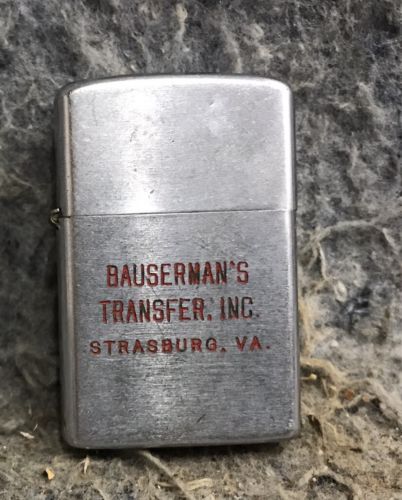 BAUSERMAN'S
TRANSFER, INC.
STRASBURG, VA.